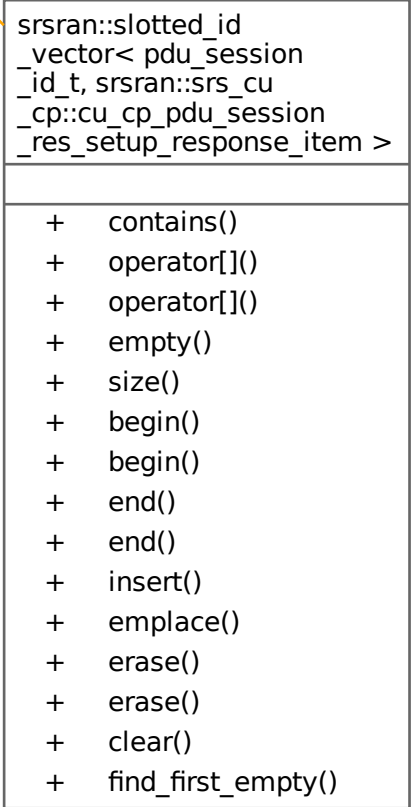 srsran::slotted_id
_vector< pdu_session
_id_t, srsran::srs_cu
_cp::cu_cp_pdu_session
_res_setup_response_item >
+ contains()
+ operator[]()
+ operator[]()
+ empty()
+ size()
+ begin()
+ begin()
+ end()
+ end()
+ insert()
+ emplace()
+ erase()
+ erase()
+ clear()
+ find_first_empty()